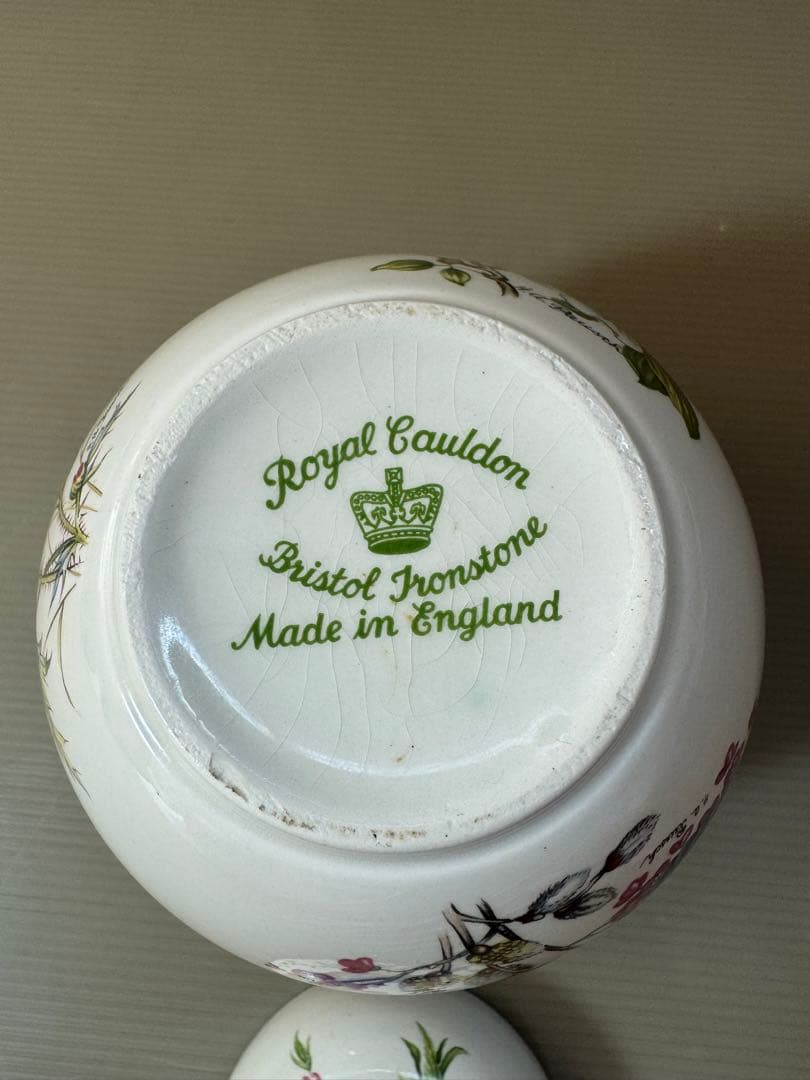 Royal Cauldon
Bristol Ironstone
Made in England